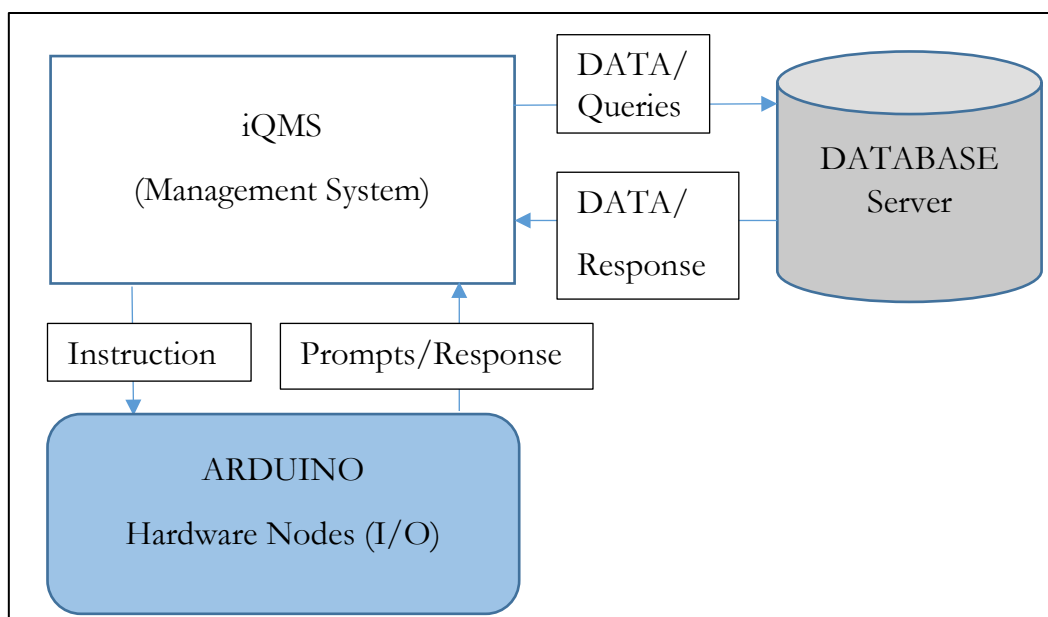 iQMS
(Management System)
DATA/
Queries
DATABASE
Server
DATA/
Response
Instruction
Prompts/Response
ARDUINO
Hardware Nodes (I/O)